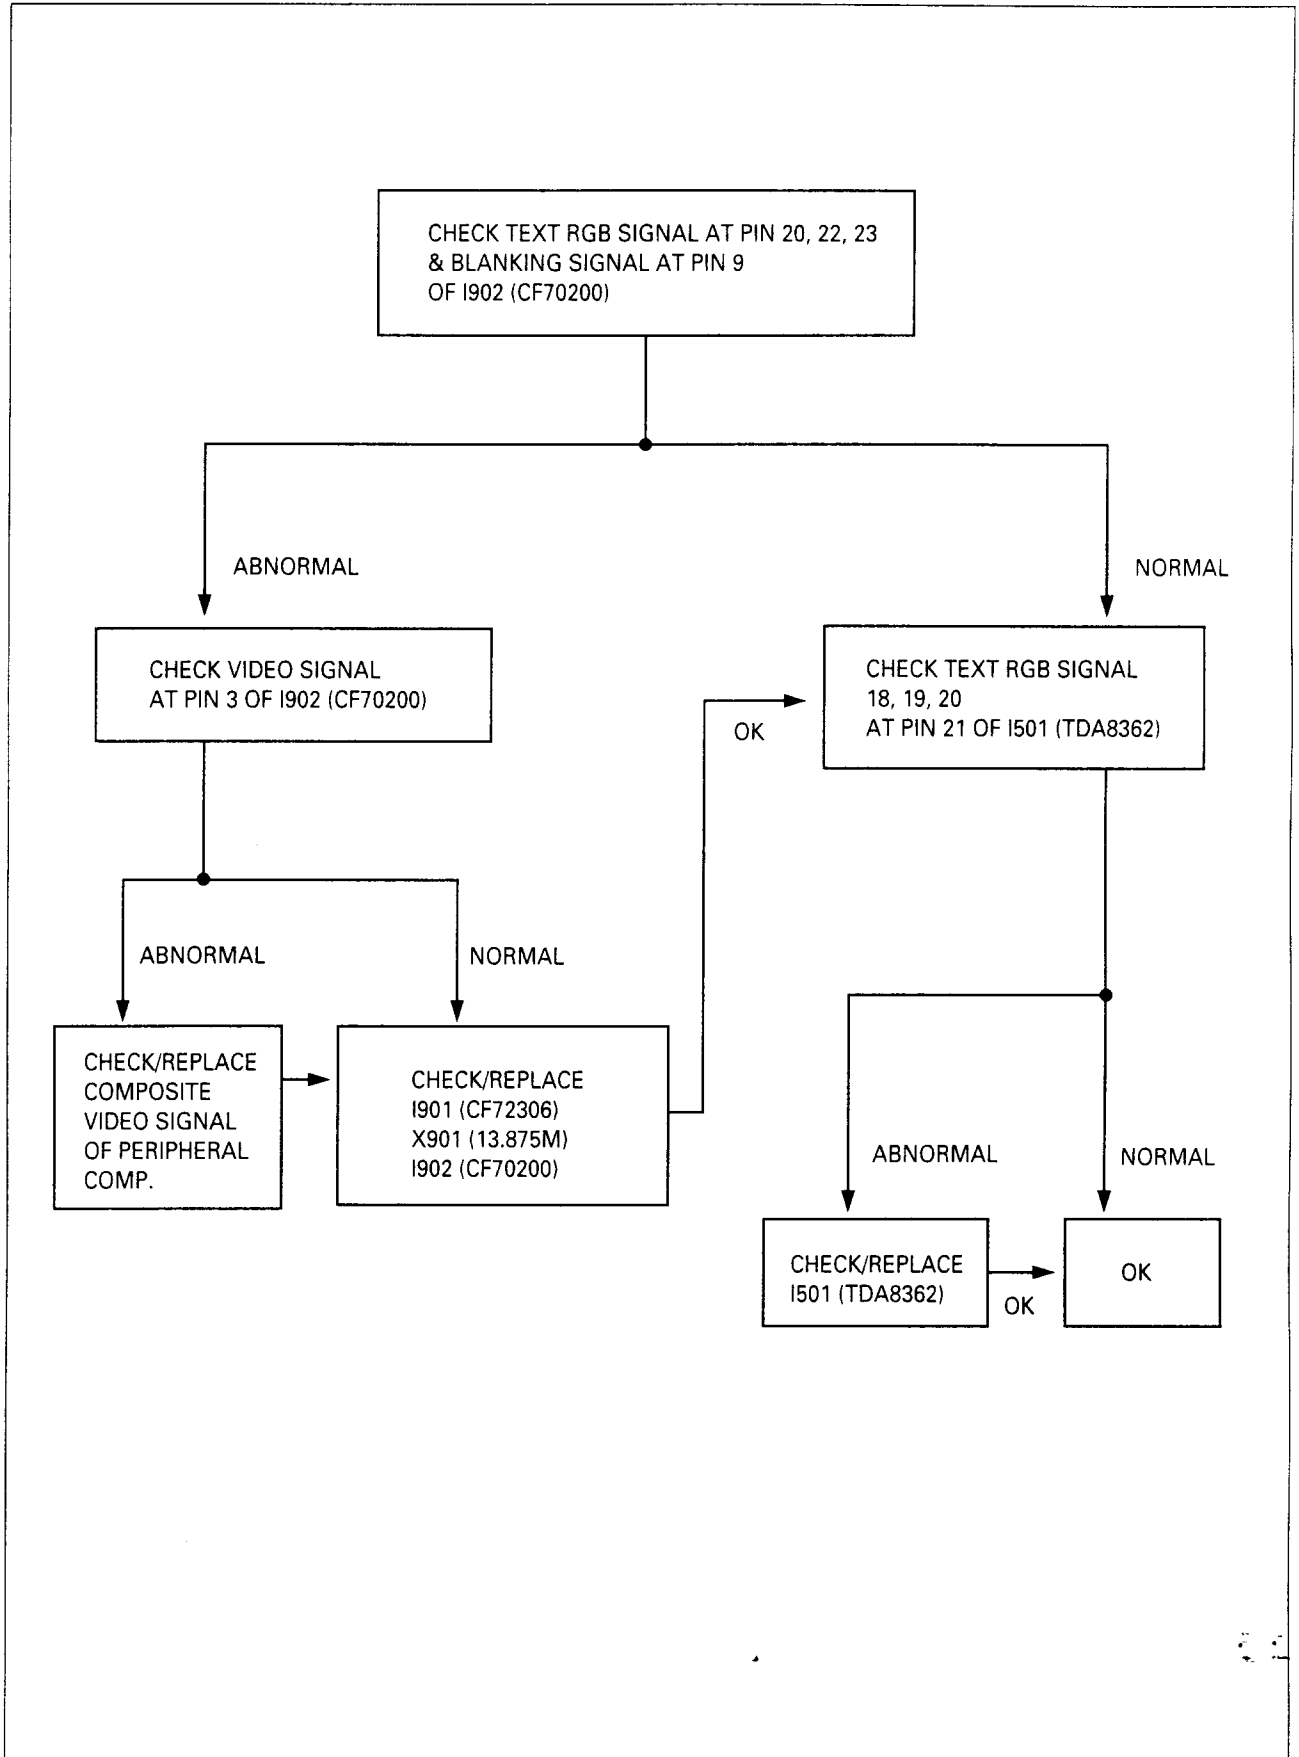 CHECK TEXT RGB SIGNAL AT PIN 20, 22, 23
& BLANKING SIGNAL AT PIN 9
OF I902 (CF70200)
ABNORMAL
NORMAL
CHECK VIDEO SIGNAL
AT PIN 3 OF I902 (CF70200)
CHECK TEXT RGB SIGNAL
18, 19, 20
AT PIN 21 OF I501 (TDA8362)
OK
ABNORMAL
NORMAL
CHECK/REPLACE
COMPOSITE
VIDEO SIGNAL
OF PERIPHERAL
COMP.
CHECK/REPLACE
I901 (CF72306)
X901 (13.875M)
I902 (CF70200)
ABNORMAL
NORMAL
CHECK/REPLACE
I501 (TDA8362)
OK
OK